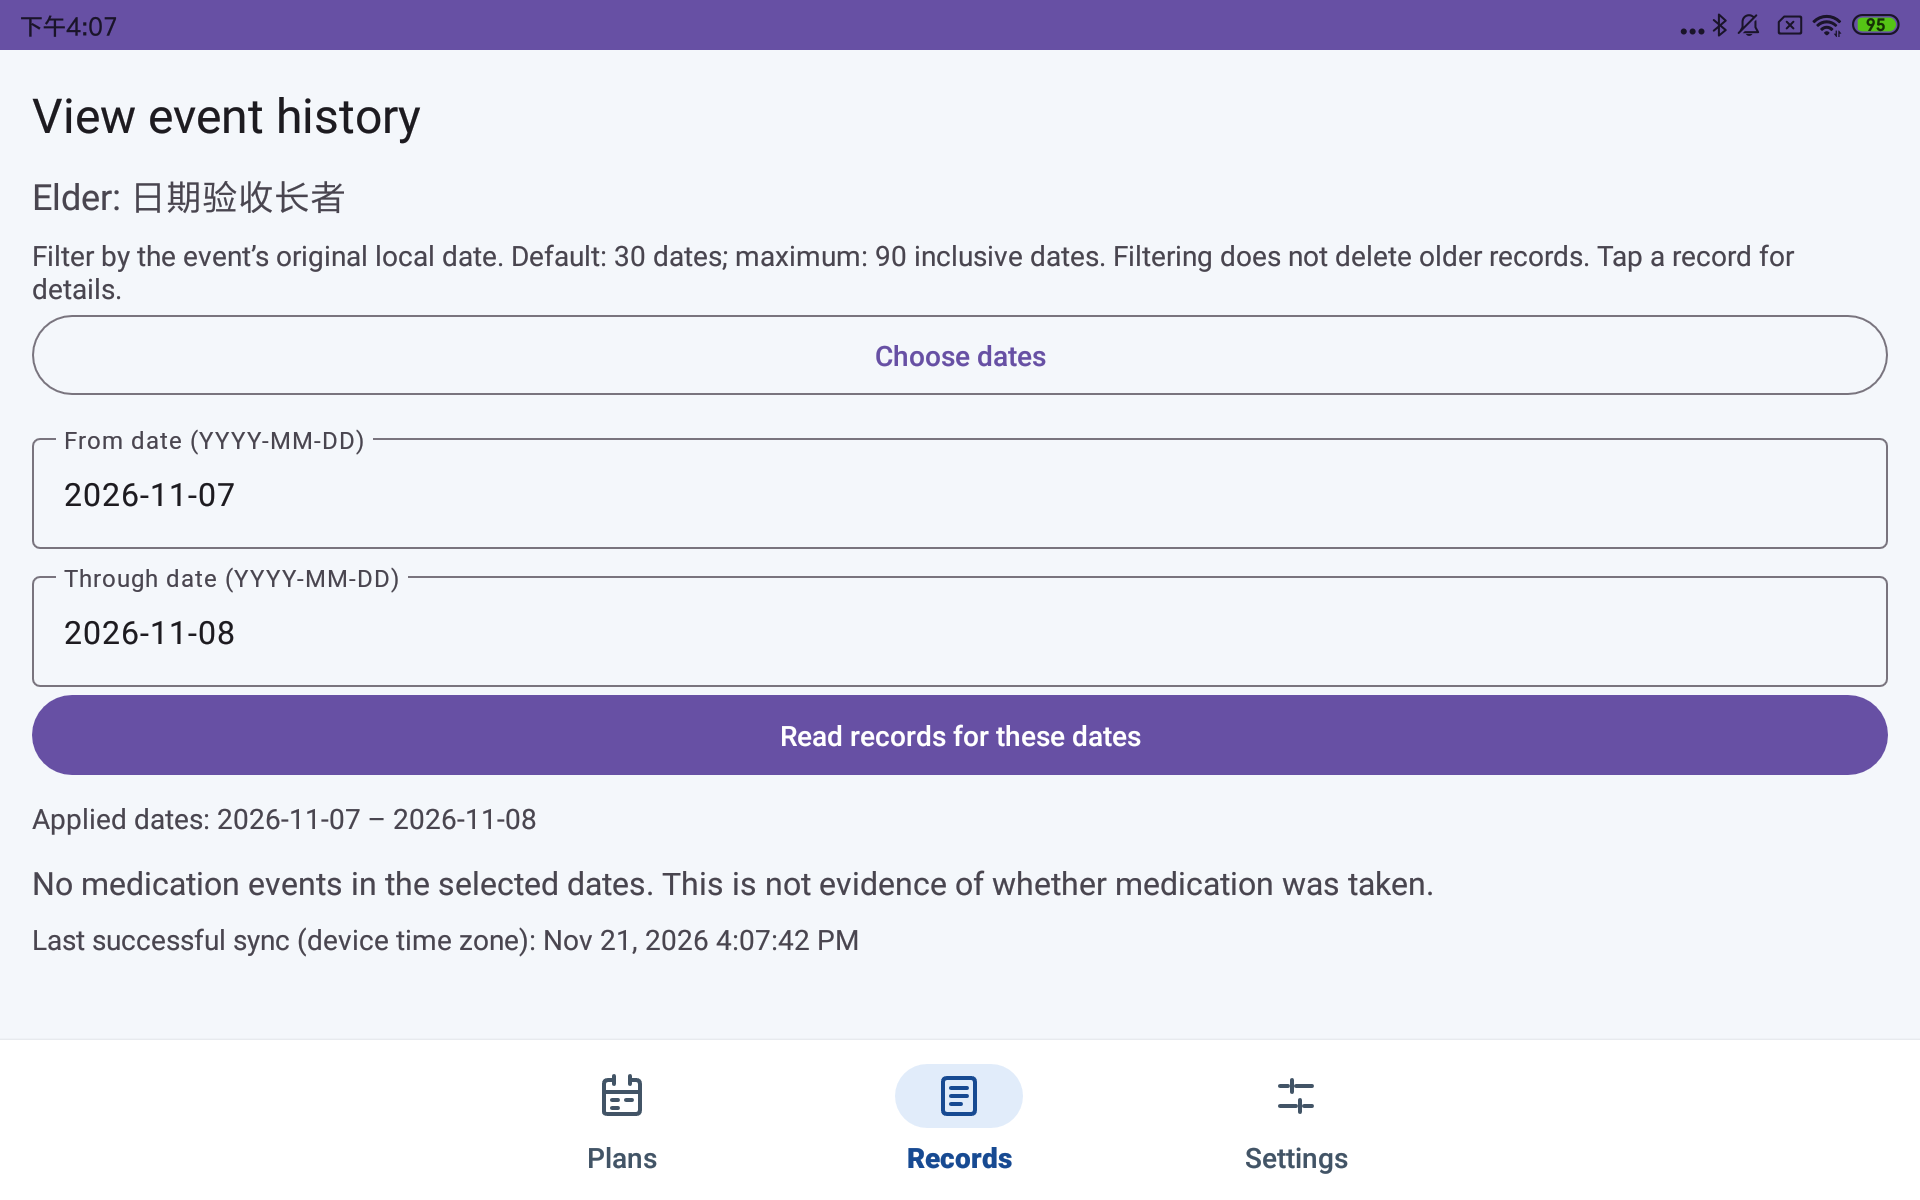 下午4:07
95
View event history
Elder: 日期验收长者
Filter by the event’s original local date. Default: 30 dates; maximum: 90 inclusive dates. Filtering does not delete older records. Tap a record for
details.
Choose dates
From date (YYYY-MM-DD)
2026-11-07
Through date (YYYY-MM-DD)
2026-11-08
Read records for these dates
Applied dates: 2026-11-07 – 2026-11-08
No medication events in the selected dates. This is not evidence of whether medication was taken.
Last successful sync (device time zone): Nov 21, 2026 4:07:42 PM
Plans
Records
Settings